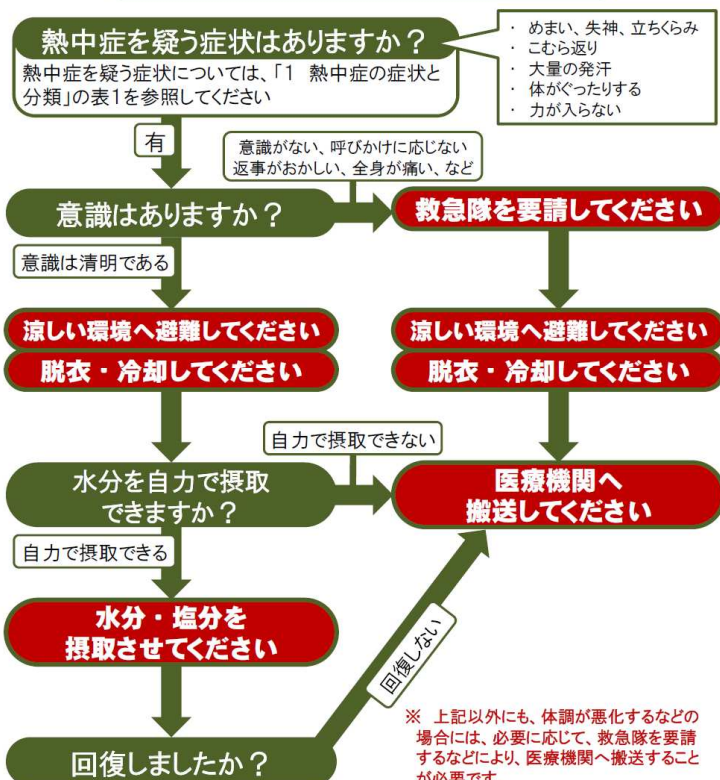 熱中症を疑う症状はありますか？
熱中症を疑う症状については、「1　熱中症の症状と
分類」の表1を参照してください
・ めまい、失神、立ちくらみ
・ こむら返り
・ 大量の発汗
・ 体がぐったりする
・ 力が入らない
有
意識がない、呼びかけに応じない
返事がおかしい、全身が痛い、など
意識はありますか？
救急隊を要請してください
意識は清明である
涼しい環境へ避難してください
脱衣・冷却してください
涼しい環境へ避難してください
脱衣・冷却してください
自力で摂取できない
水分を自力で摂取
できますか？
医療機関へ
搬送してください
自力で摂取できる
水分・塩分を
摂取させてください
回復しない
回復しましたか？
※　上記以外にも、体調が悪化するなどの
場合には、必要に応じて、救急隊を要請
するなどにより、医療機関へ搬送すること
が必要です